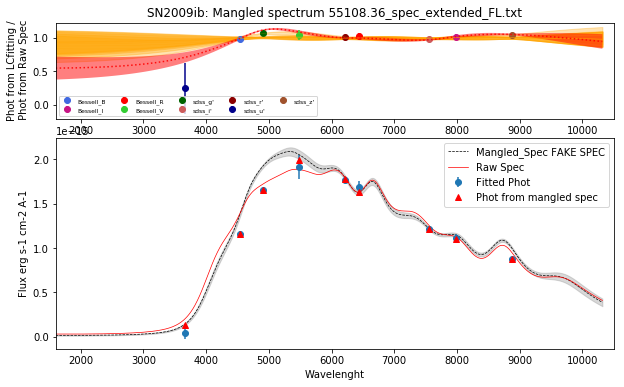 SN2009ib: Mangled spectrum 55108.36_spec_extended_FL.txt
Phot from LCfitting /
Phot from Raw Spec
1.0
0.5
0.0
Bessell_B
Bessell_I
Bessell_R
Bessell_V
sdss_g'
sdss_i'
sdss_r'
sdss_u'
sdss_z'
2000 3000 4000 5000 6000 7000 8000 9000 10000
Flux erg s-1 cm-2 A-1
2.0
1.5
1.0
0.5
0.0
Mangled_Spec FAKE SPEC
Raw Spec
Fitted Phot
Phot from mangled spec
2000 3000 4000 5000 6000 7000 8000 9000 10000
Wavelenght